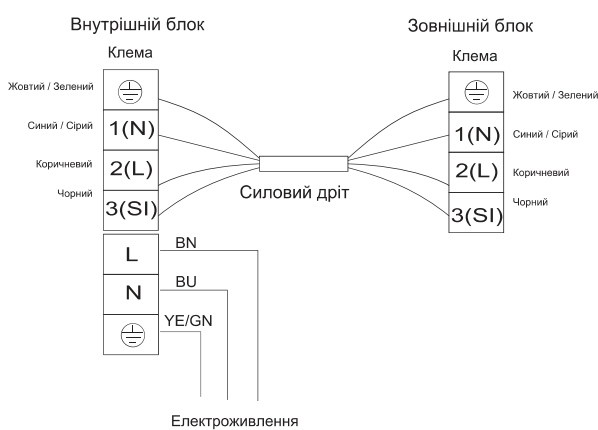 Внутрішній блок
Клема
Жовтий / Зелений
Синий / Сірий
1(N)
Коричневий
2(L)
Чорний
3(SI)
L
BN
N
BU
YE/GN
Електроживлення
Силовий дріт
Зовнішній блок
Клема
Жовтий / Зелений
1(N)
Синий / Сірий
2(L)
Коричневий
3(SI)
Чорний